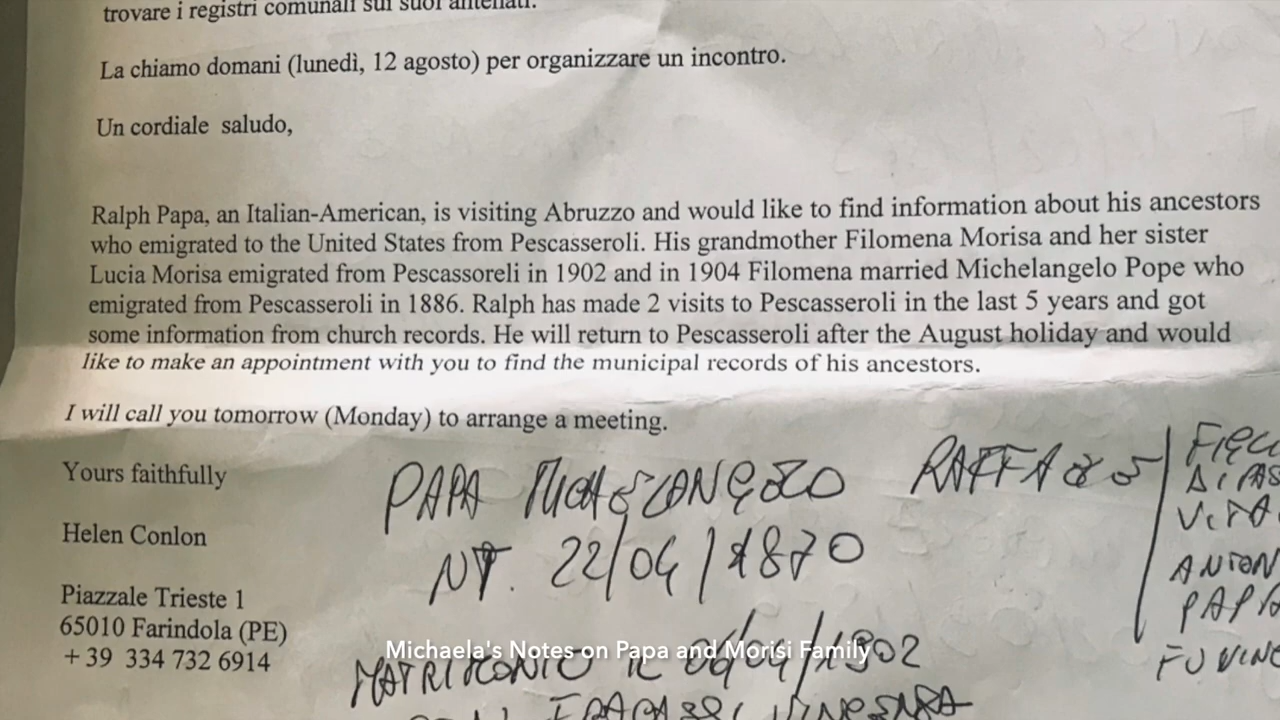 trovare i registri comunali sui suoi antenati.
La chiamo domani (lunedì, 12 agosto) per organizzare un incontro.
Un cordiale saludo,
Ralph Papa, an Italian-American, is visiting Abruzzo and would like to find information about his ancestors
who emigrated to the United States from Pescasseroli. His grandmother Filomena Morisa and her sister
Lucia Morisa emigrated from Pescassoreli in 1902 and in 1904 Filomena married Michelangelo Pope who
emigrated from Pescasseroli in 1886. Ralph has made 2 visits to Pescasseroli in the last 5 years and got
some information from church records. He will return to Pescasseroli after the August holiday and would
like to make an appointment with you to find the municipal records of his ancestors.
I will call you tomorrow (Monday) to arrange a meeting.
Yours faithfully
Helen Conlon
Piazzale Trieste 1
65010 Farindola (PE)
+39 334 732 6914
PAPA MICHELANGELO
22/04/1870
MATRIMONIO IL 06/04/1902
ANTON
PAPA
Michaela's Notes on Papa and Morisi Family